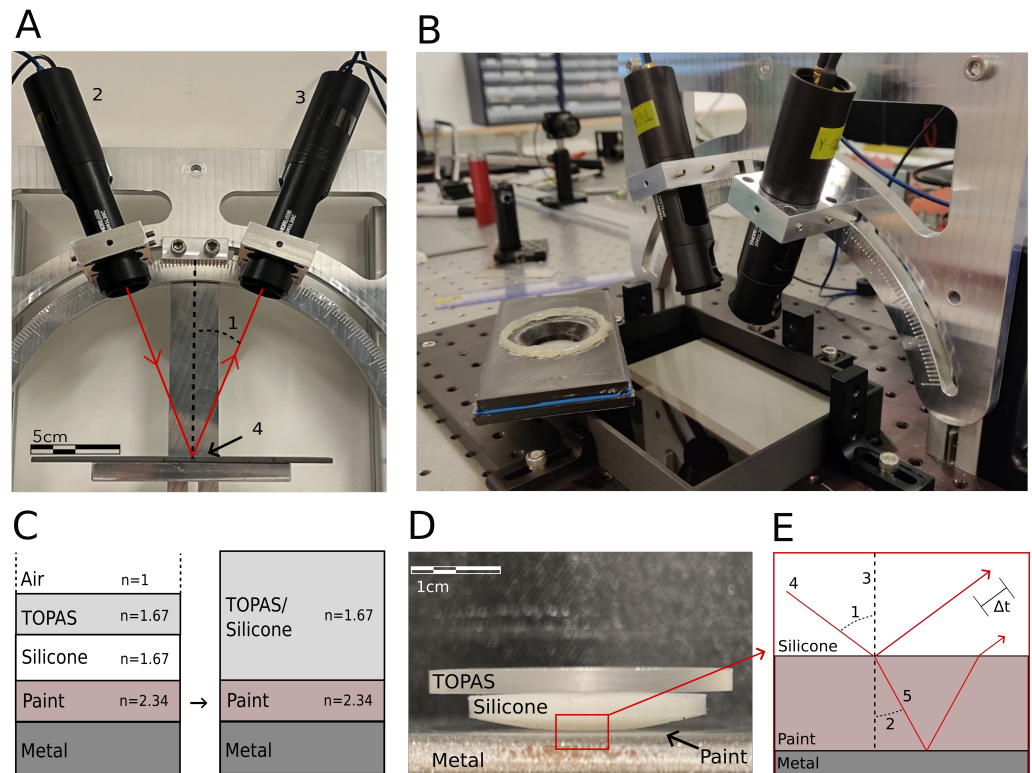 A
2
3
1
4
5cm
B
C
Air
n=1
TOPAS
n=1.67
Silicone
n=1.67
Paint
n=2.34
Metal
TOPAS/
Silicone
n=1.67
Paint
n=2.34
Metal
D
1cm
TOPAS
Silicone
Metal
Paint
E
3
4
1
Δt
Silicone
5
2
Paint
Metal